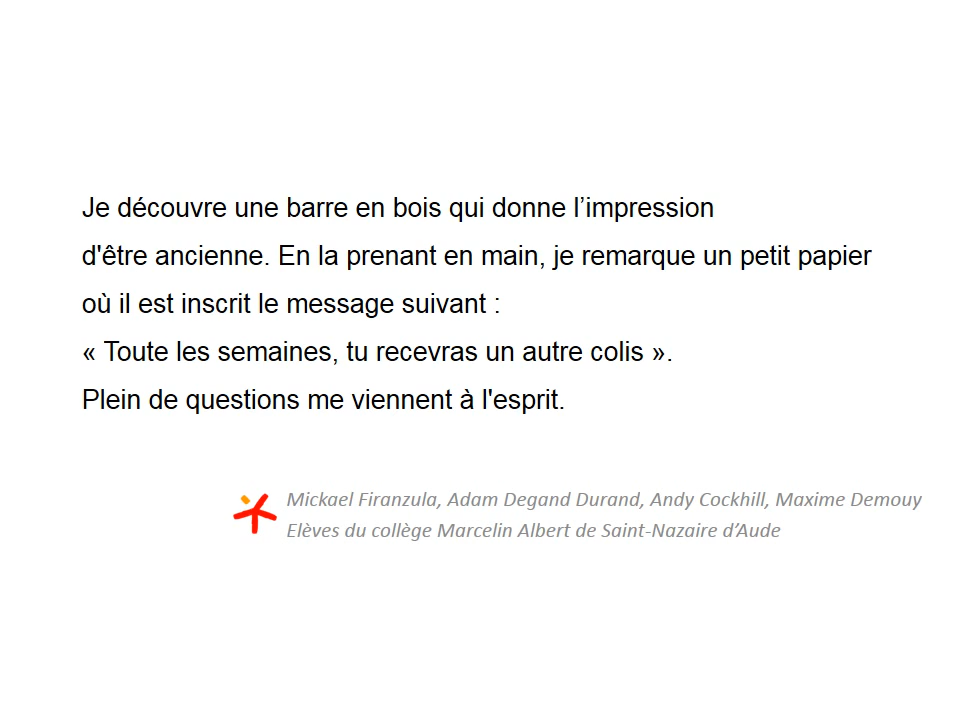 Je découvre une barre en bois qui donne l’impression
d'être ancienne. En la prenant en main, je remarque un petit papier
où il est inscrit le message suivant :
« Toute les semaines, tu recevras un autre colis ».
Plein de questions me viennent à l'esprit.
Mickael Firanzula, Adam Degand Durand, Andy Cockhill, Maxime Demouy
Elèves du collège Marcelin Albert de Saint-Nazaire d’Aude